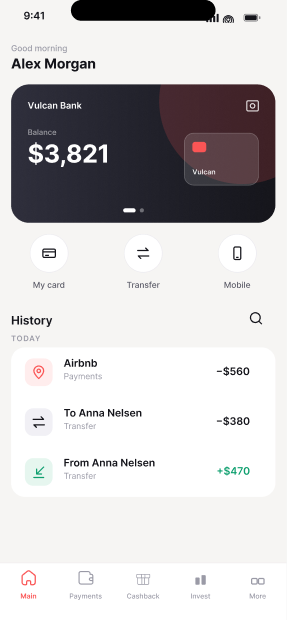 9:41
Good morning
Alex Morgan
Vulcan Bank
Balance
$3,821
Vulcan
My card
Transfer
Mobile
History
TODAY
Airbnb
Payments
−$560
To Anna Nelsen
Transfer
−$380
From Anna Nelsen
Transfer
+$470
Main
Payments
Cashback
Invest
More